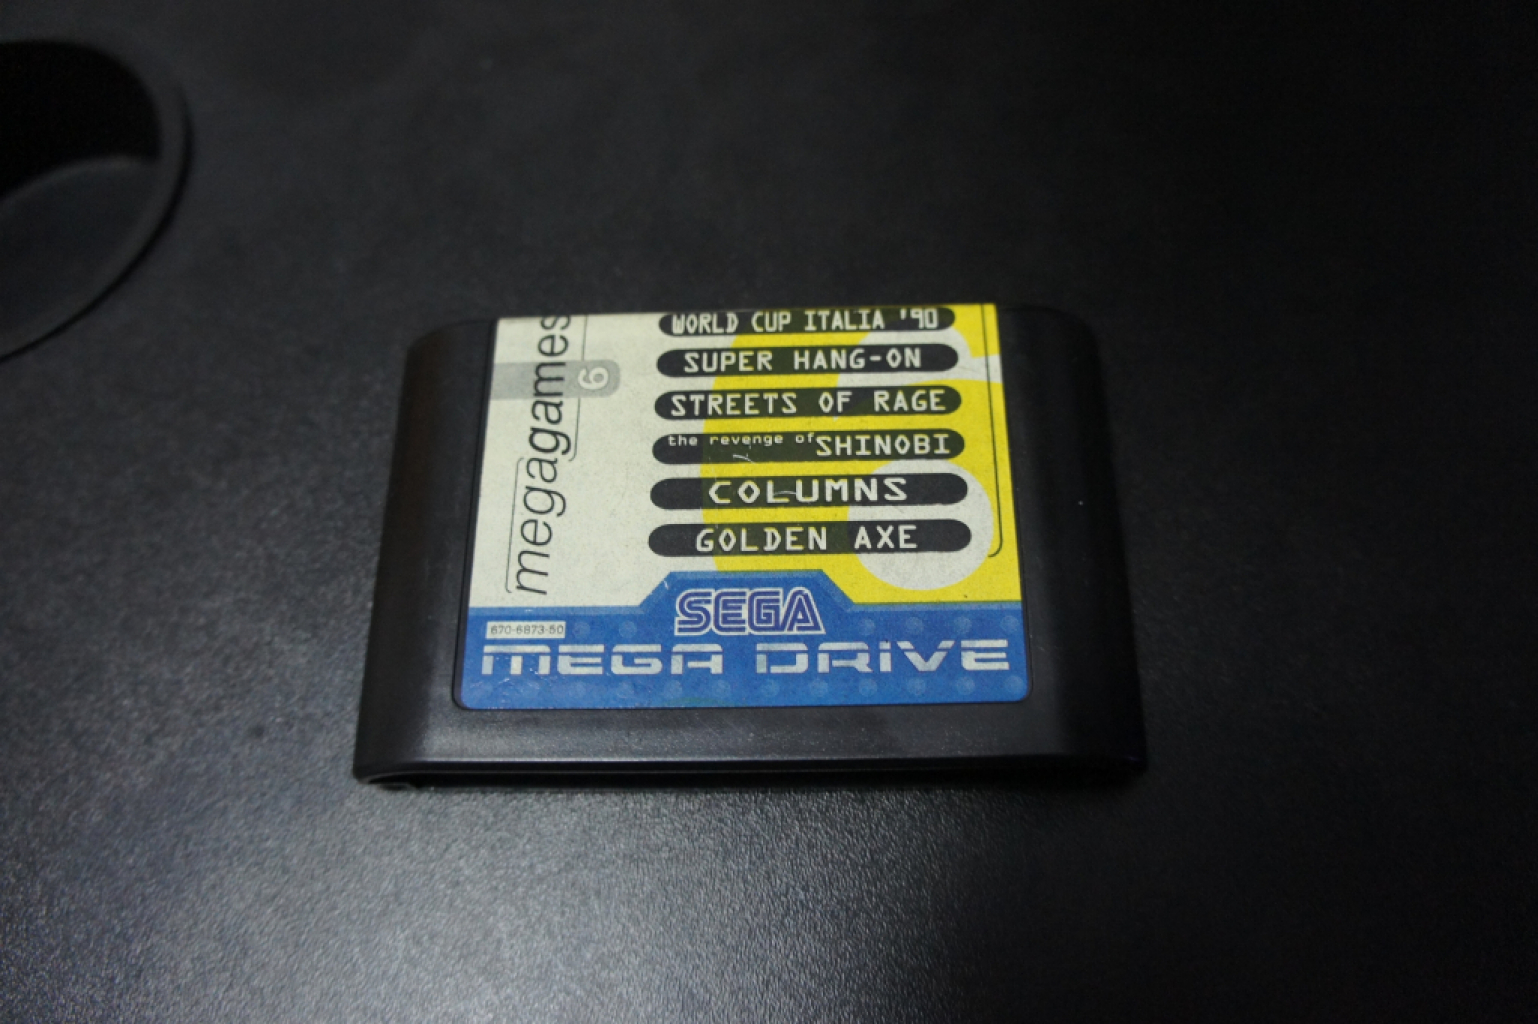 WORLD CUP ITALIA '90
SUPER HANG-ON
STREETS OF RAGE
the revenge of SHINOBI
COLUMNS
GOLDEN AXE
megagames
6
SEGA
670-6873-50
MEGA DRIVE